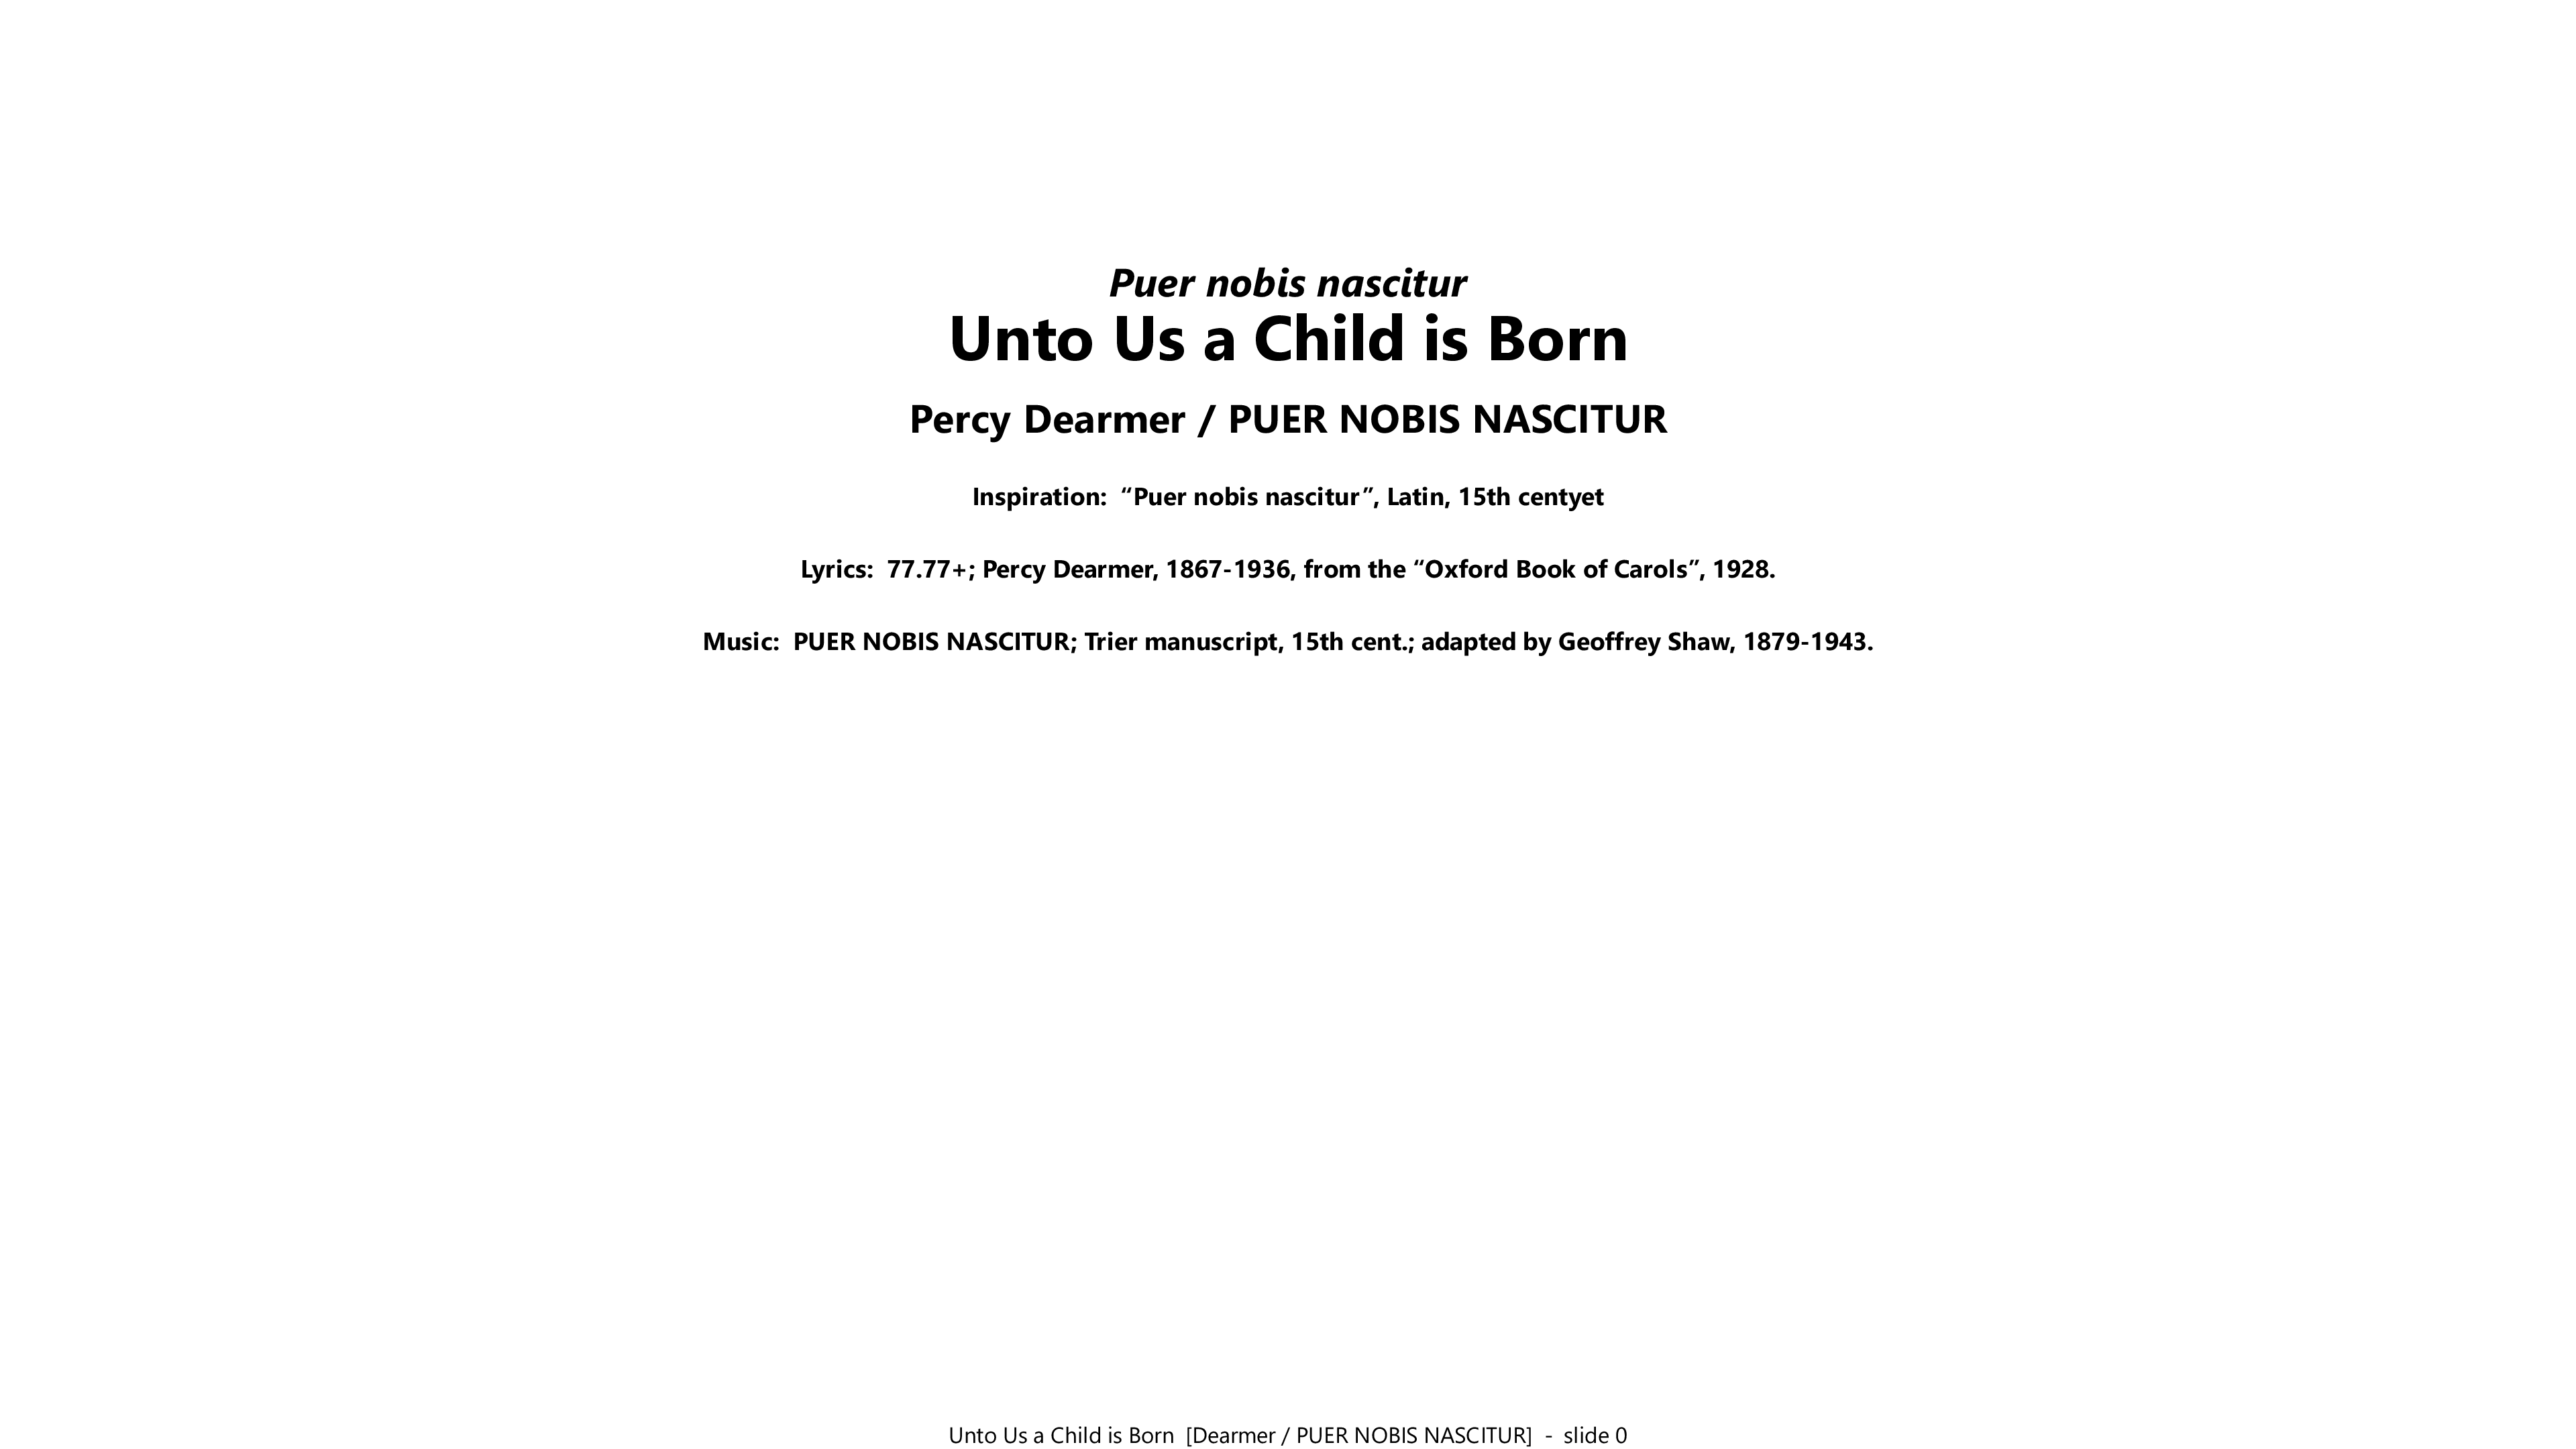 Puer nobis nascitur
Unto Us a Child is Born
Percy Dearmer / PUER NOBIS NASCITUR
Inspiration:  “Puer nobis nascitur”, Latin, 15th centyet
Lyrics:  77.77+; Percy Dearmer, 1867-1936, from the “Oxford Book of Carols”, 1928.
Music:  PUER NOBIS NASCITUR; Trier manuscript, 15th cent.; adapted by Geoffrey Shaw, 1879-1943.
Unto Us a Child is Born  [Dearmer / PUER NOBIS NASCITUR]  -  slide 0